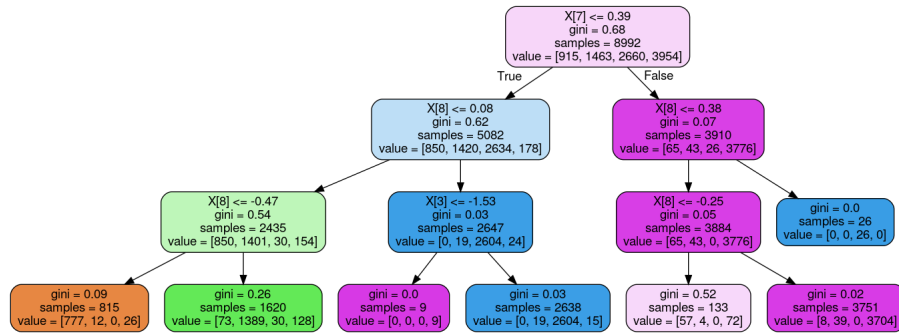 X[7] <= 0.39
gini = 0.68
samples = 8992
value = [915, 1463, 2660, 3954]
True
False
X[8] <= 0.08
gini = 0.62
samples = 5082
value = [850, 1420, 2634, 178]
X[8] <= 0.38
gini = 0.07
samples = 3910
value = [65, 43, 26, 3776]
X[8] <= -0.47
gini = 0.54
samples = 2435
value = [850, 1401, 30, 154]
X[3] <= -1.53
gini = 0.03
samples = 2647
value = [0, 19, 2604, 24]
X[8] <= -0.25
gini = 0.05
samples = 3884
value = [65, 43, 0, 3776]
gini = 0.0
samples = 26
value = [0, 0, 26, 0]
gini = 0.09
samples = 815
value = [777, 12, 0, 26]
gini = 0.26
samples = 1620
value = [73, 1389, 30, 128]
gini = 0.0
samples = 9
value = [0, 0, 0, 9]
gini = 0.03
samples = 2638
value = [0, 19, 2604, 15]
gini = 0.52
samples = 133
value = [57, 4, 0, 72]
gini = 0.02
samples = 3751
value = [8, 39, 0, 3704]